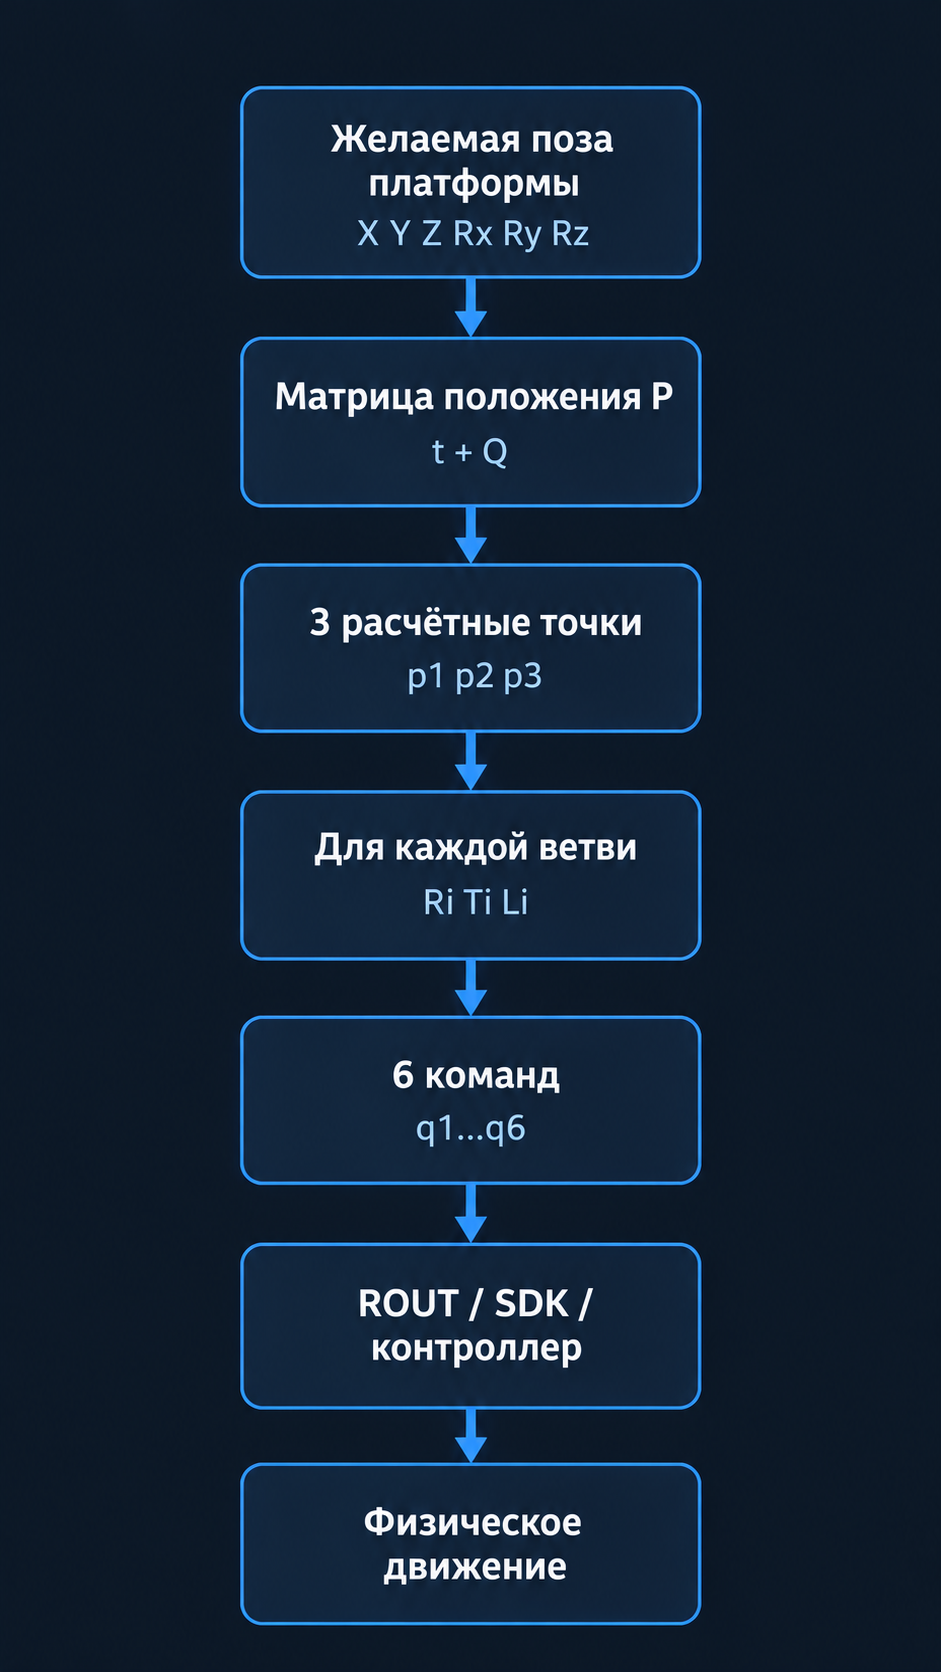 Желаемая поза
платформы
X Y Z Rx Ry Rz
Матрица положения P
t + Q
3 расчётные точки
p1 p2 p3
Для каждой ветви
Ri Ti Li
6 команд
q1...q6
ROUT / SDK /
контроллер
Физическое
движение